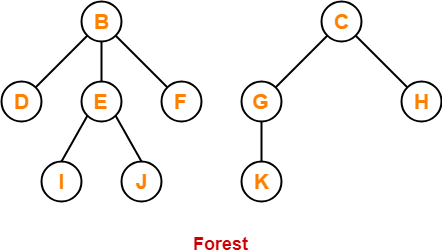 B C
D E F G H
I J K
Forest